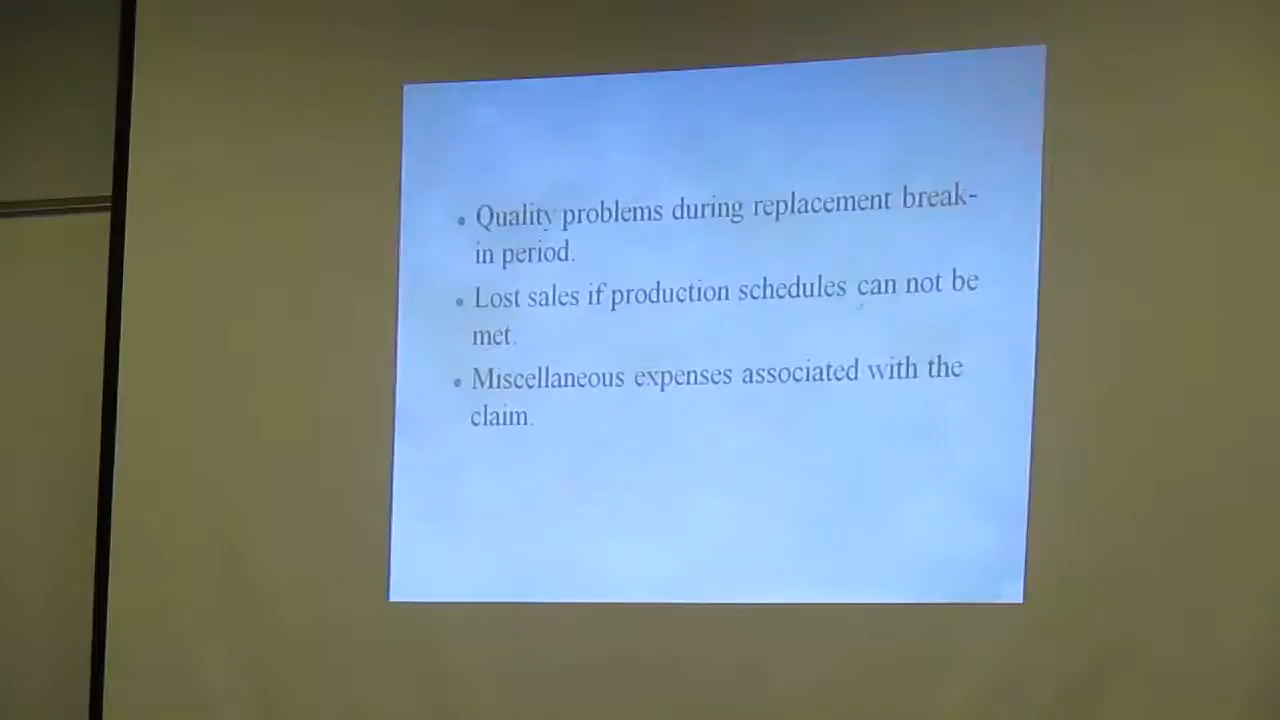 • Quality problems during replacement break-
in period.
• Lost sales if production schedules can not be
met.
• Miscellaneous expenses associated with the
claim.